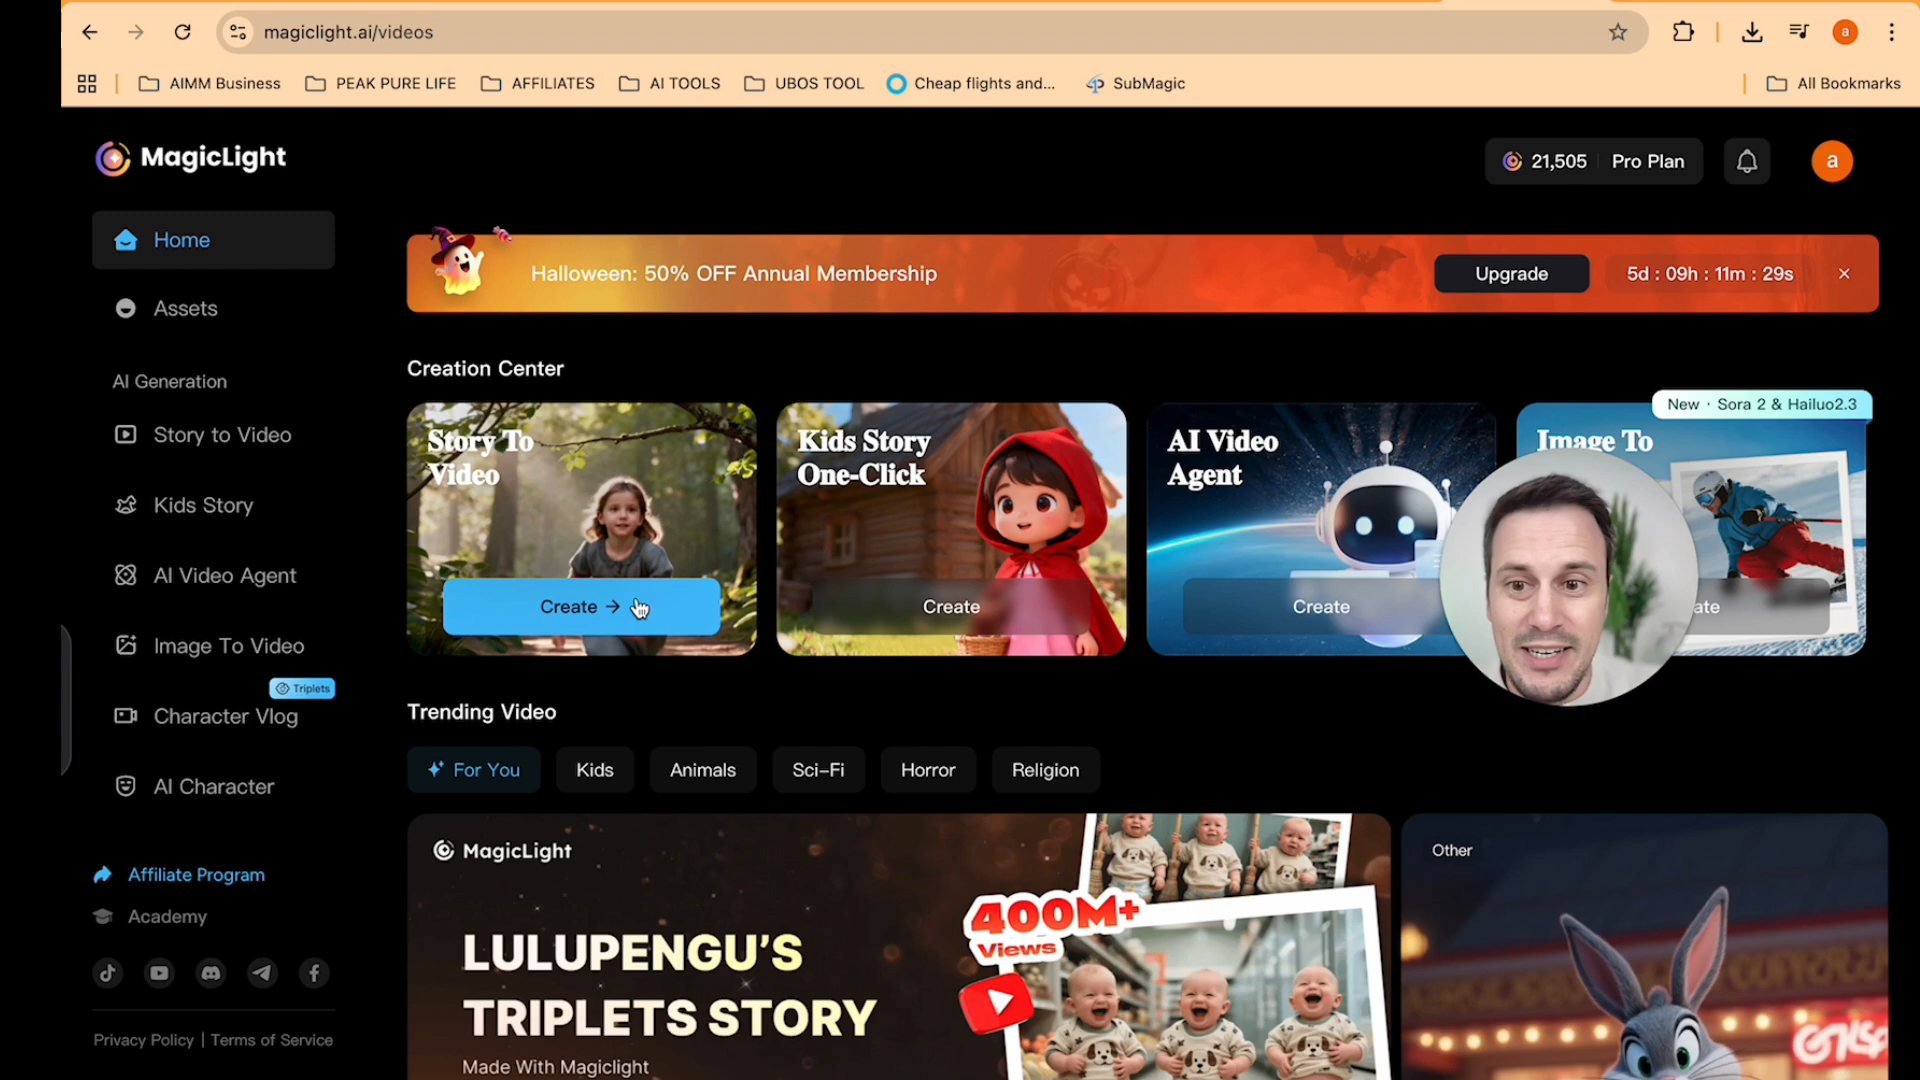 magiclight.ai/videos
a
AIMM Business
PEAK PURE LIFE
AFFILIATES
AI TOOLS
UBOS TOOL
Cheap flights and...
SubMagic
All Bookmarks
MagicLight
21,505
Pro Plan
a
Home
Assets
AI Generation
Story to Video
Kids Story
AI Video Agent
Image To Video
Triplets
Character Vlog
AI Character
Affiliate Program
Academy
Privacy Policy | Terms of Service
Halloween: 50% OFF Annual Membership
Upgrade
5d : 09h : 11m : 29s
Creation Center
Story To
Video
Create →
Kids Story
One-Click
Create
AI Video
Agent
Create
New · Sora 2 & Hailuo2.3
Image To
ate
Trending Video
For You
Kids
Animals
Sci-Fi
Horror
Religion
MagicLight
LULUPENGU'S
TRIPLETS STORY
Made With Magiclight
400M+
Views
Other